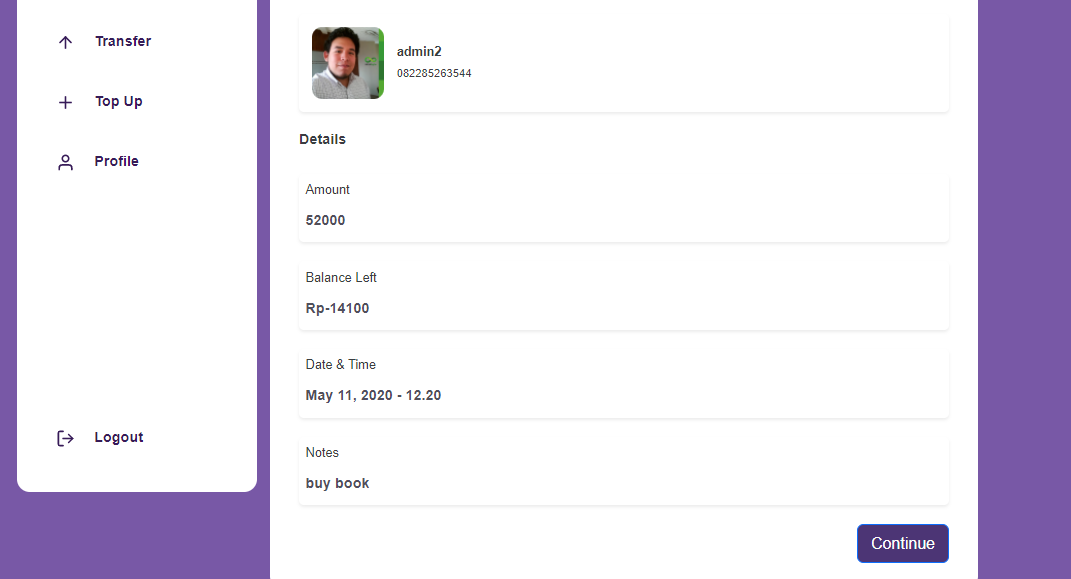 Transfer
Top Up
Profile
Logout
admin2
082285263544
Details
Amount
52000
Balance Left
Rp-14100
Date & Time
May 11, 2020 - 12.20
Notes
buy book
Continue